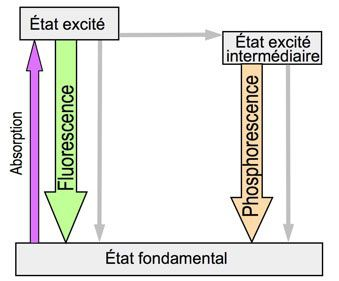 État excité
État excité
intermédiaire
Absorption
Fluorescence
Phosphorescence
État fondamental